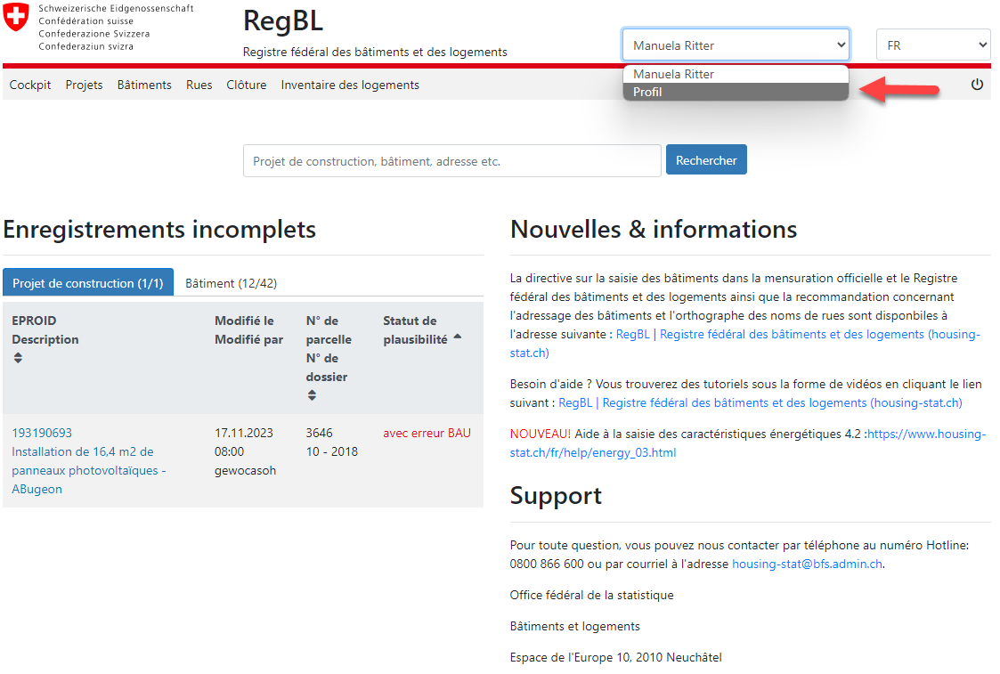 Schweizerische Eidgenossenschaft
Confédération suisse
Confederazione Svizzera
Confederaziun svizra
RegBL
Registre fédéral des bâtiments et des logements
Manuela Ritter
FR
Manuela Ritter
Profil
Cockpit Projets Bâtiments Rues Clôture Inventaire des logements
Projet de construction, bâtiment, adresse etc.
Rechercher
Enregistrements incomplets
Projet de construction (1/1) Bâtiment (12/42)
EPROID
Description
Modifié le
Modifié par
N° de
parcelle
N° de
dossier
Statut de
plausibilité
193190693
Installation de 16,4 m2 de
panneaux photovoltaïques -
ABugeon
17.11.2023
08:00
gewocasoh
3646
10 - 2018
avec erreur BAU
Nouvelles & informations
La directive sur la saisie des bâtiments dans la mensuration officielle et le Registre
fédéral des bâtiments et des logements ainsi que la recommandation concernant
l'adressage des bâtiments et l'orthographe des noms de rues sont disponbiles à
l'adresse suivante : RegBL | Registre fédéral des bâtiments et des logements (housing-
stat.ch)
Besoin d'aide ? Vous trouverez des tutoriels sous la forme de vidéos en cliquant le lien
suivant : RegBL | Registre fédéral des bâtiments et des logements (housing-stat.ch)
NOUVEAU! Aide à la saisie des caractéristiques énergétiques 4.2 :https://www.housing-
stat.ch/fr/help/energy_03.html
Support
Pour toute question, vous pouvez nous contacter par téléphone au numéro Hotline:
0800 866 600 ou par courriel à l'adresse housing-stat@bfs.admin.ch.
Office fédéral de la statistique
Bâtiments et logements
Espace de l'Europe 10, 2010 Neuchâtel